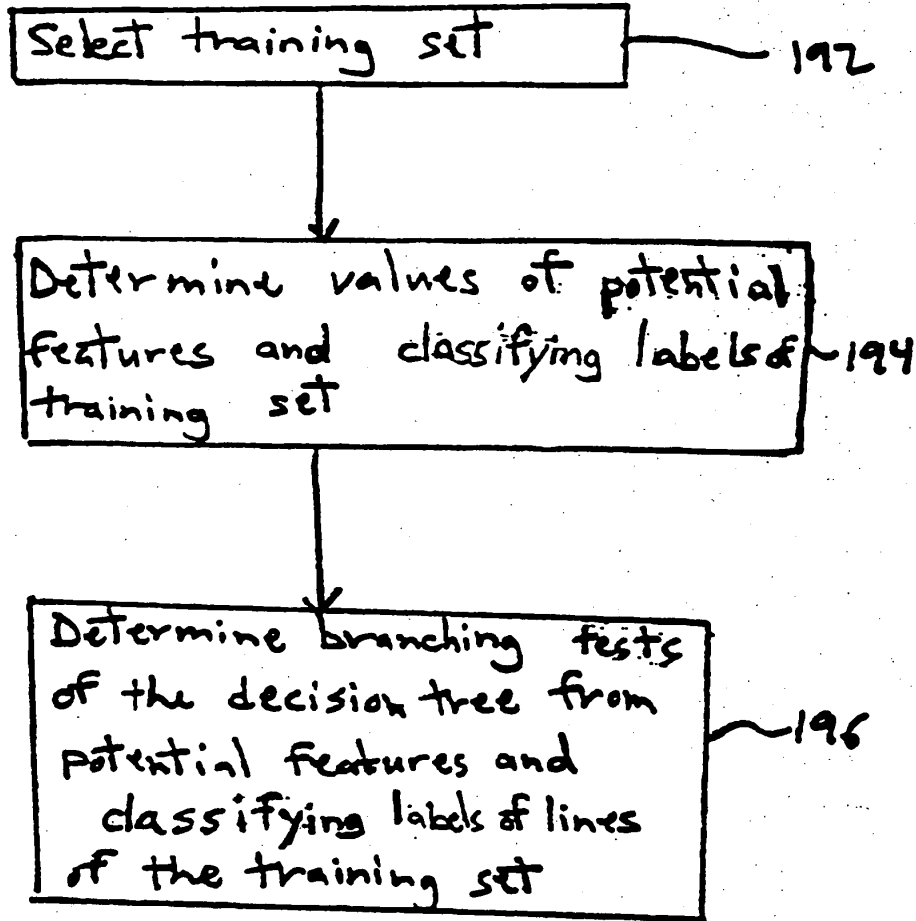 Select training set
192
Determine values of potential
features and classifying labels of
training set
194
Determine branching tests
of the decision tree from
potential features and
classifying labels of lines
of the training set
196